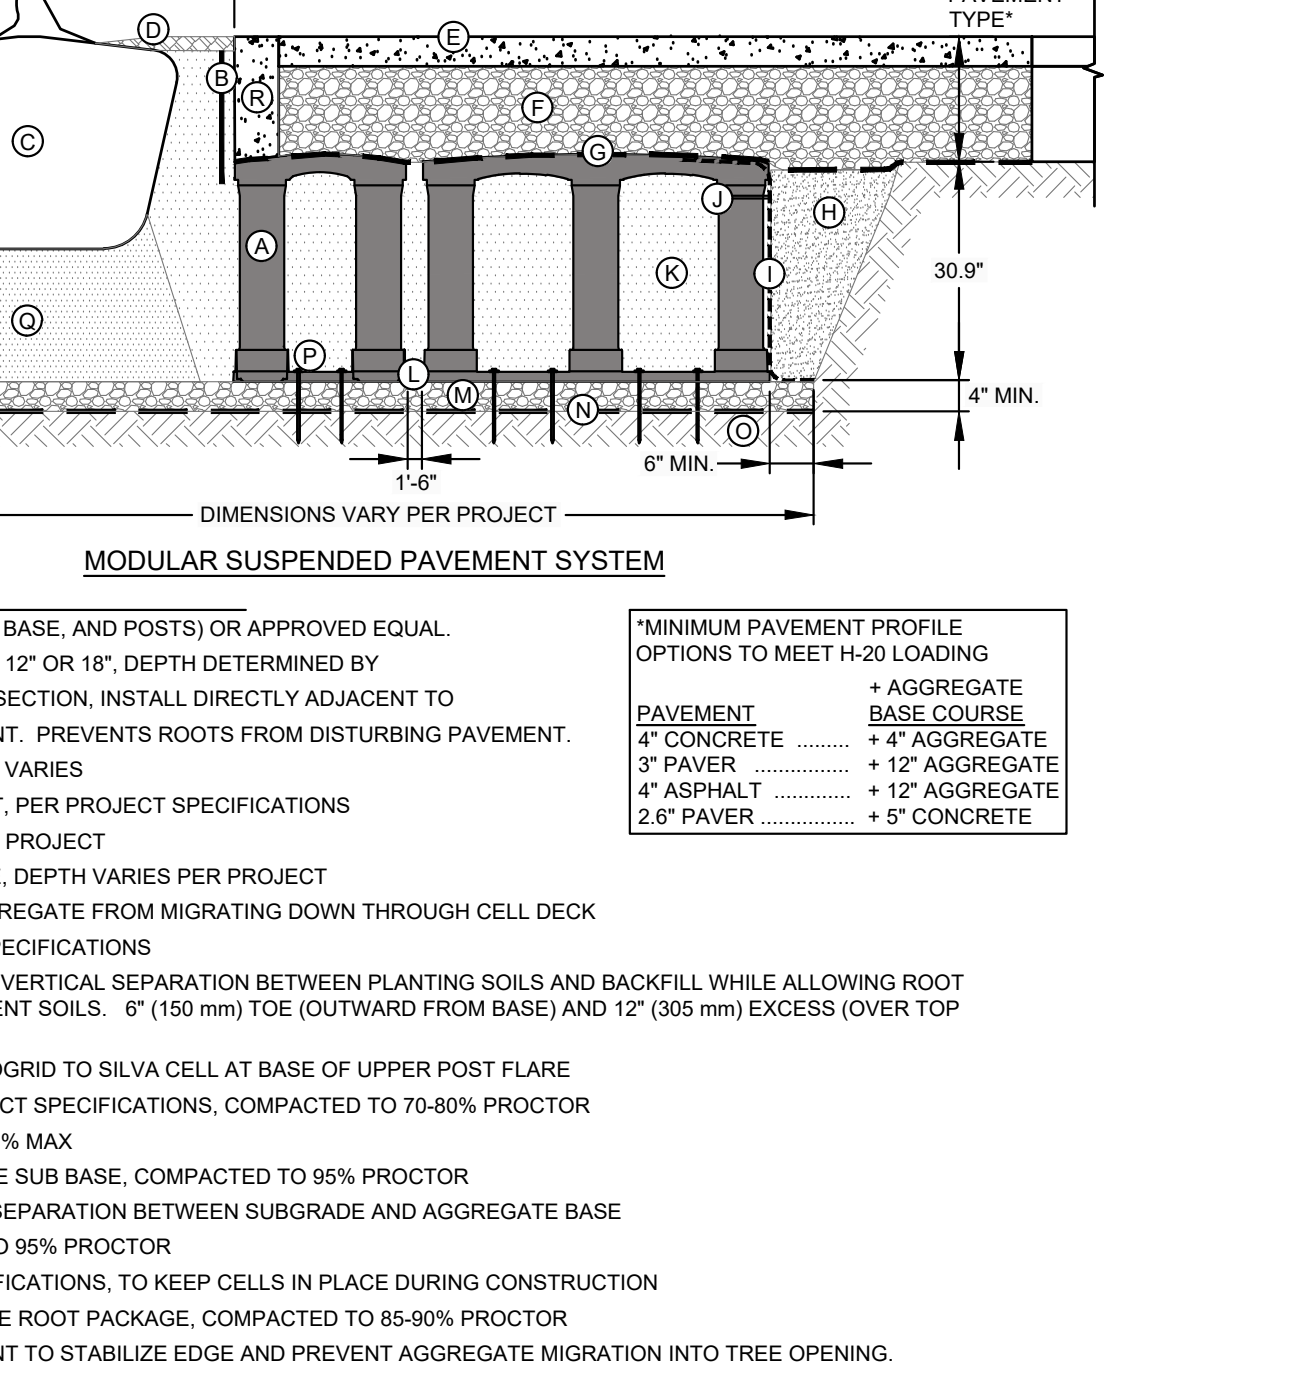 TYPE*
D
E
B
R
F
C
G
J
H
A
K
I
30.9"
Q
P
L
M
N
4" MIN.
O
6" MIN.
1'-6"
DIMENSIONS VARY PER PROJECT
MODULAR SUSPENDED PAVEMENT SYSTEM
BASE, AND POSTS) OR APPROVED EQUAL.
12" OR 18", DEPTH DETERMINED BY
SECTION, INSTALL DIRECTLY ADJACENT TO
NT. PREVENTS ROOTS FROM DISTURBING PAVEMENT.
VARIES
T, PER PROJECT SPECIFICATIONS
PROJECT
E, DEPTH VARIES PER PROJECT
REGATE FROM MIGRATING DOWN THROUGH CELL DECK
PECIFICATIONS
VERTICAL SEPARATION BETWEEN PLANTING SOILS AND BACKFILL WHILE ALLOWING ROOT
ENT SOILS. 6" (150 mm) TOE (OUTWARD FROM BASE) AND 12" (305 mm) EXCESS (OVER TOP
OGRID TO SILVA CELL AT BASE OF UPPER POST FLARE
CT SPECIFICATIONS, COMPACTED TO 70-80% PROCTOR
% MAX
E SUB BASE, COMPACTED TO 95% PROCTOR
SEPARATION BETWEEN SUBGRADE AND AGGREGATE BASE
O 95% PROCTOR
FICATIONS, TO KEEP CELLS IN PLACE DURING CONSTRUCTION
E ROOT PACKAGE, COMPACTED TO 85-90% PROCTOR
NT TO STABILIZE EDGE AND PREVENT AGGREGATE MIGRATION INTO TREE OPENING.
*MINIMUM PAVEMENT PROFILE
OPTIONS TO MEET H-20 LOADING
+ AGGREGATE
PAVEMENT BASE COURSE
4" CONCRETE ......... + 4" AGGREGATE
3" PAVER ................ + 12" AGGREGATE
4" ASPHALT ............. + 12" AGGREGATE
2.6" PAVER ................ + 5" CONCRETE